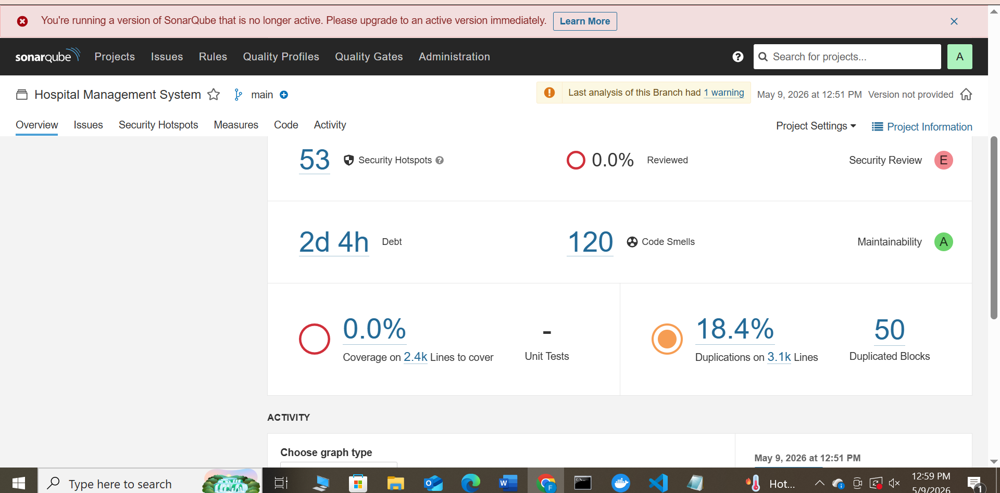 You're running a version of SonarQube that is no longer active. Please upgrade to an active version immediately. Learn More
sonarqube Projects Issues Rules Quality Profiles Quality Gates Administration Search for projects... A
Hospital Management System main Last analysis of this Branch had 1 warning May 9, 2026 at 12:51 PM Version not provided
Overview Issues Security Hotspots Measures Code Activity Project Settings Project Information
53 Security Hotspots 0.0% Reviewed Security Review E
2d 4h Debt 120 Code Smells Maintainability A
0.0% - 18.4% 50
Coverage on 2.4k Lines to cover Unit Tests Duplications on 3.1k Lines Duplicated Blocks
ACTIVITY
Choose graph type
May 9, 2026 at 12:51 PM
Type here to search Hot... 12:59 PM
5/9/2026 1